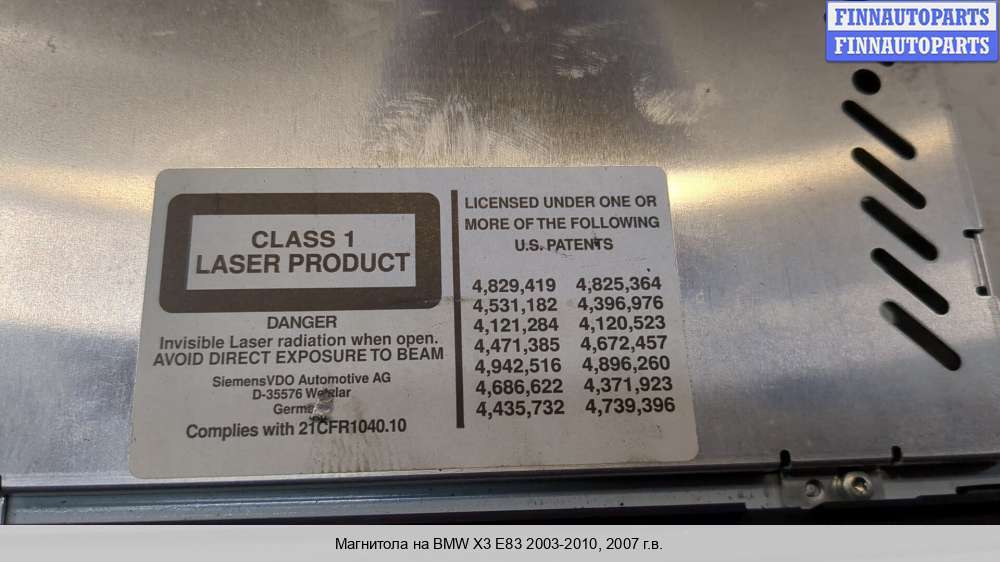 FINNAUTOPARTS
FINNAUTOPARTS
CLASS 1
LASER PRODUCT
DANGER
Invisible Laser radiation when open.
AVOID DIRECT EXPOSURE TO BEAM
SiemensVDO Automotive AG
D-35576
Complies with 21CFR1040.10
LICENSED UNDER ONE OR
MORE OF THE FOLLOWING
U.S. PATENTS
4,829,419 4,825,364
4,531,182 4,396,976
4,121,284 4,120,523
4,471,385 4,672,457
4,942,516 4,896,260
4,686,622 4,371,923
4,435,732 4,739,396
Магнитола на BMW X3 E83 2003-2010, 2007 г.в.